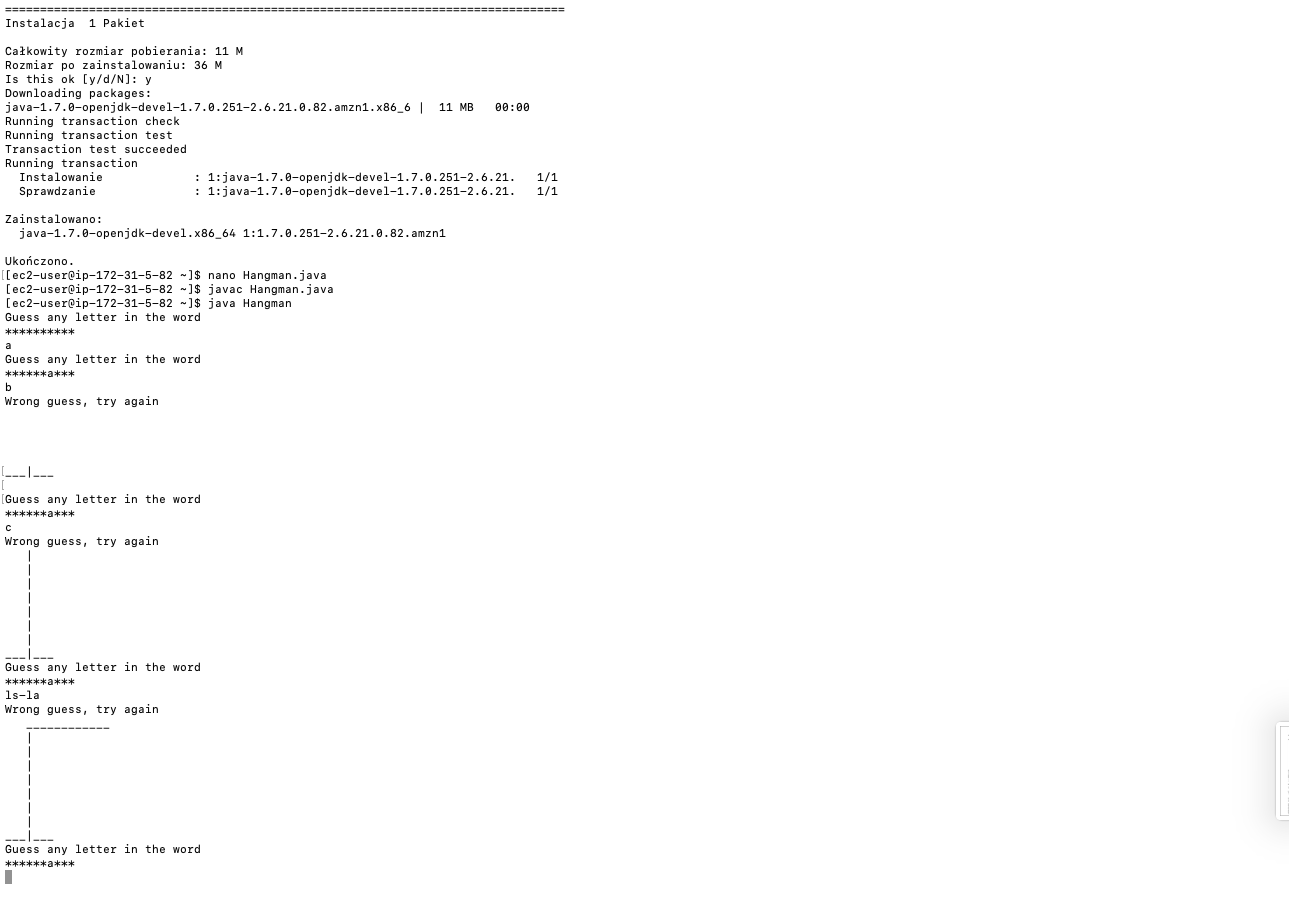 ================================================================================
Instalacja  1 Pakiet
Całkowity rozmiar pobierania: 11 M
Rozmiar po zainstalowaniu: 36 M
Is this ok [y/d/N]: y
Downloading packages:
java-1.7.0-openjdk-devel-1.7.0.251-2.6.21.0.82.amzn1.x86_6 |  11 MB   00:00
Running transaction check
Running transaction test
Transaction test succeeded
Running transaction
  Instalowanie             : 1:java-1.7.0-openjdk-devel-1.7.0.251-2.6.21.   1/1
  Sprawdzanie              : 1:java-1.7.0-openjdk-devel-1.7.0.251-2.6.21.   1/1
Zainstalowano:
  java-1.7.0-openjdk-devel.x86_64 1:1.7.0.251-2.6.21.0.82.amzn1
Ukończono.
[[ec2-user@ip-172-31-5-82 ~]$ nano Hangman.java
[ec2-user@ip-172-31-5-82 ~]$ javac Hangman.java
[ec2-user@ip-172-31-5-82 ~]$ java Hangman
Guess any letter in the word
**********
a
Guess any letter in the word
******a***
b
Wrong guess, try again
[___|___
[
[Guess any letter in the word
******a***
c
Wrong guess, try again
   |
   |
   |
   |
   |
   |
   |
___|___
Guess any letter in the word
******a***
ls-la
Wrong guess, try again
   ____________
   |
   |
   |
   |
   |
   |
   |
___|___
Guess any letter in the word
******a***